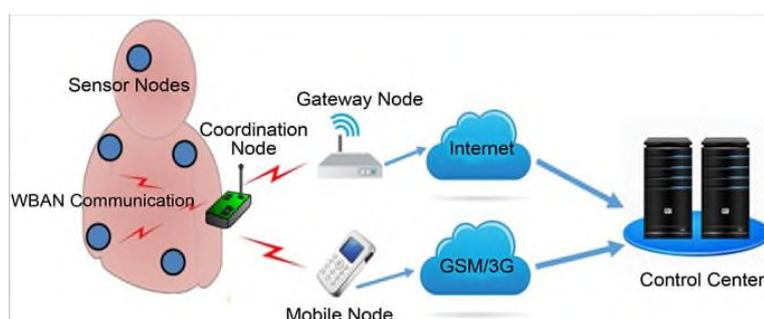 Sensor Nodes
Gateway Node
Coordination
Node
Internet
WBAN Communication
GSM/3G
Control Center
Mobile Node